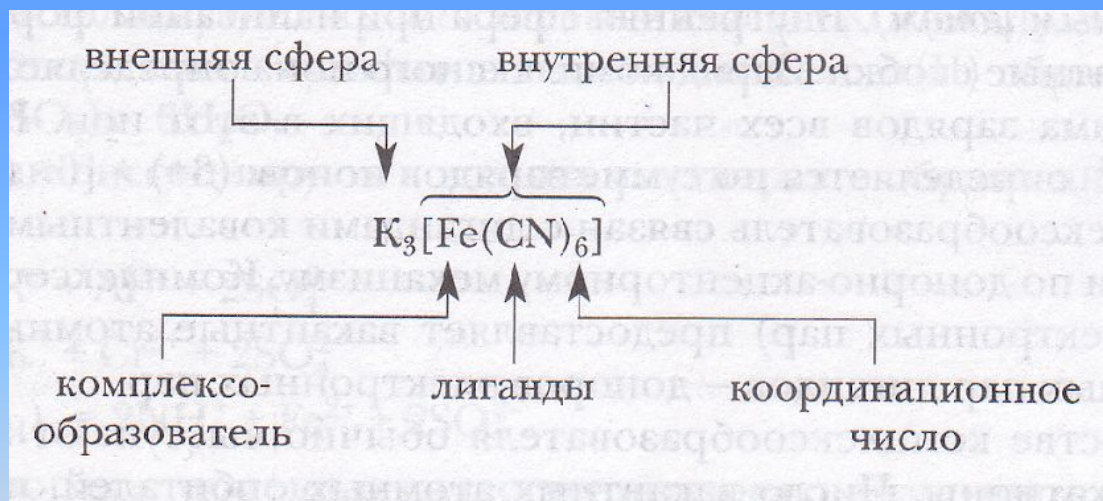 внешняя сфера
внутренняя сфера
K₃[Fe(CN)₆]
комплексо-
образователь
лиганды
координационное
число